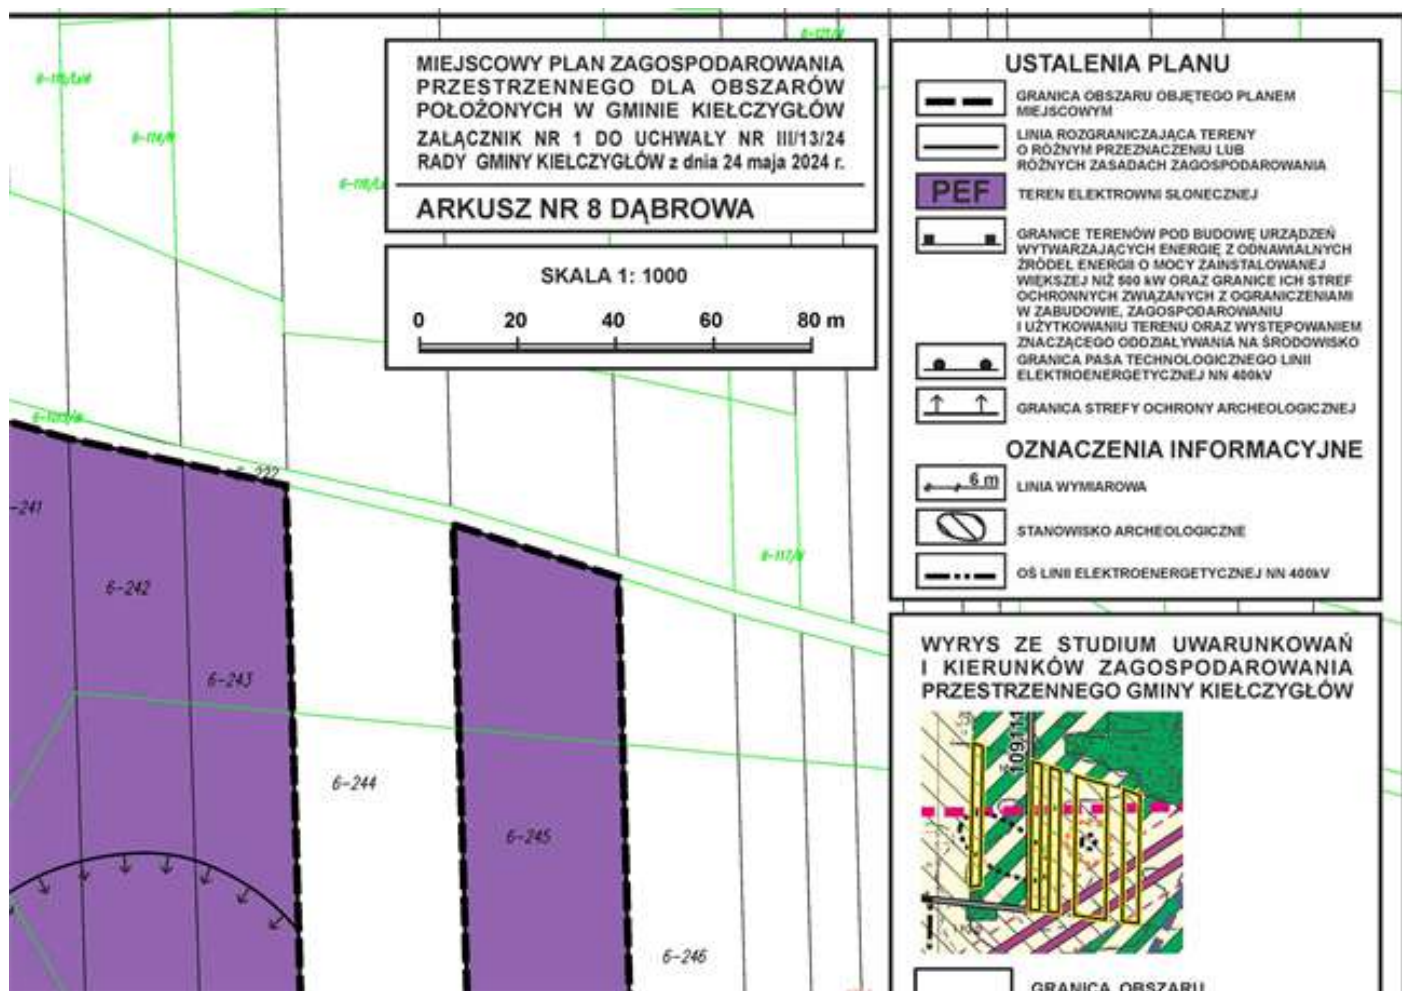 MIEJSCOWY PLAN ZAGOSPODAROWANIA
PRZESTRZENNEGO DLA OBSZARÓW
POŁOŻONYCH W GMINIE KIEŁCZYGŁÓW
ZAŁĄCZNIK NR 1 DO UCHWAŁY NR III/13/24
RADY GMINY KIEŁCZYGŁÓW z dnia 24 maja 2024 r.
ARKUSZ NR 8 DĄBROWA
SKALA 1: 1000
0 20 40 60 80 m
USTALENIA PLANU
GRANICA OBSZARU OBJĘTEGO PLANEM
MIEJSCOWYM
LINIA ROZGRANICZAJĄCA TERENY
O RÓŻNYM PRZEZNACZENIU LUB
RÓŻNYCH ZASADACH ZAGOSPODAROWANIA
PEF TEREN ELEKTROWNI SŁONECZNEJ
GRANICE TERENÓW POD BUDOWĘ URZĄDZEŃ
WYTWARZAJĄCYCH ENERGIĘ Z ODNAWIALNYCH
ŹRÓDEŁ ENERGII O MOCY ZAINSTALOWANEJ
WIĘKSZEJ NIŻ 500 kW ORAZ GRANICE ICH STREF
OCHRONNYCH ZWIĄZANYCH Z OGRANICZENIAMI
W ZABUDOWIE, ZAGOSPODAROWANIU
I UŻYTKOWANIU TERENU ORAZ WYSTĘPOWANIEM
ZNACZĄCEGO ODDZIAŁYWANIA NA ŚRODOWISKO
GRANICA PASA TECHNOLOGICZNEGO LINII
ELEKTROENERGETYCZNEJ NN 400kV
GRANICA STREFY OCHRONY ARCHEOLOGICZNEJ
OZNACZENIA INFORMACYJNE
6 m LINIA WYMIAROWA
STANOWISKO ARCHEOLOGICZNE
OŚ LINII ELEKTROENERGETYCZNEJ NN 400kV
WYRYS ZE STUDIUM UWARUNKOWAŃ
I KIERUNKÓW ZAGOSPODAROWANIA
PRZESTRZENNEGO GMINY KIEŁCZYGŁÓW
109111
GRANICA OBSZARU
-241
6-242
6-243
6-244
6-245
6-246